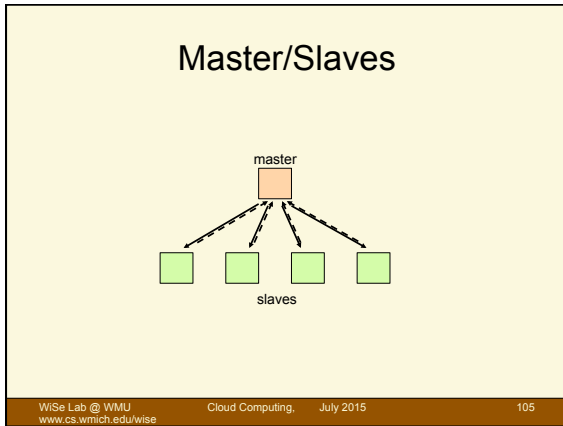 Master/Slaves
master
slaves
WiSe Lab @ WMU Cloud Computing, July 2015 105
www.cs.wmich.edu/wise